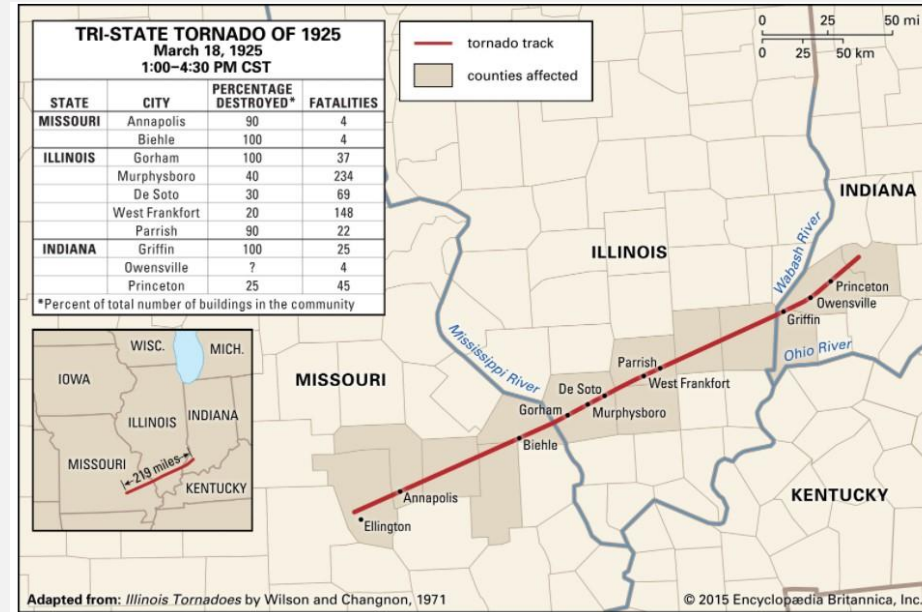 TRI-STATE TORNADO OF 1925
March 18, 1925
1:00–4:30 PM CST
STATE CITY PERCENTAGE DESTROYED* FATALITIES
MISSOURI Annapolis 90 4
Biehle 100 4
ILLINOIS Gorham 100 37
Murphysboro 40 234
De Soto 30 69
West Frankfort 20 148
Parrish 90 22
INDIANA Griffin 100 25
Owensville ? 4
Princeton 25 45
*Percent of total number of buildings in the community
tornado track
counties affected
0 25 50 mi
0 25 50 km
INDIANA
ILLINOIS
Wabash River
Princeton
Owensville
Griffin
Ohio River
Mississippi River
MISSOURI
Parrish
West Frankfort
De Soto
Murphysboro
Gorham
Biehle
Annapolis
Ellington
KENTUCKY
WISC.
MICH.
IOWA
ILLINOIS
INDIANA
MISSOURI
219 miles
KENTUCKY
Adapted from: Illinois Tornadoes by Wilson and Changnon, 1971
© 2015 Encyclopædia Britannica, Inc.